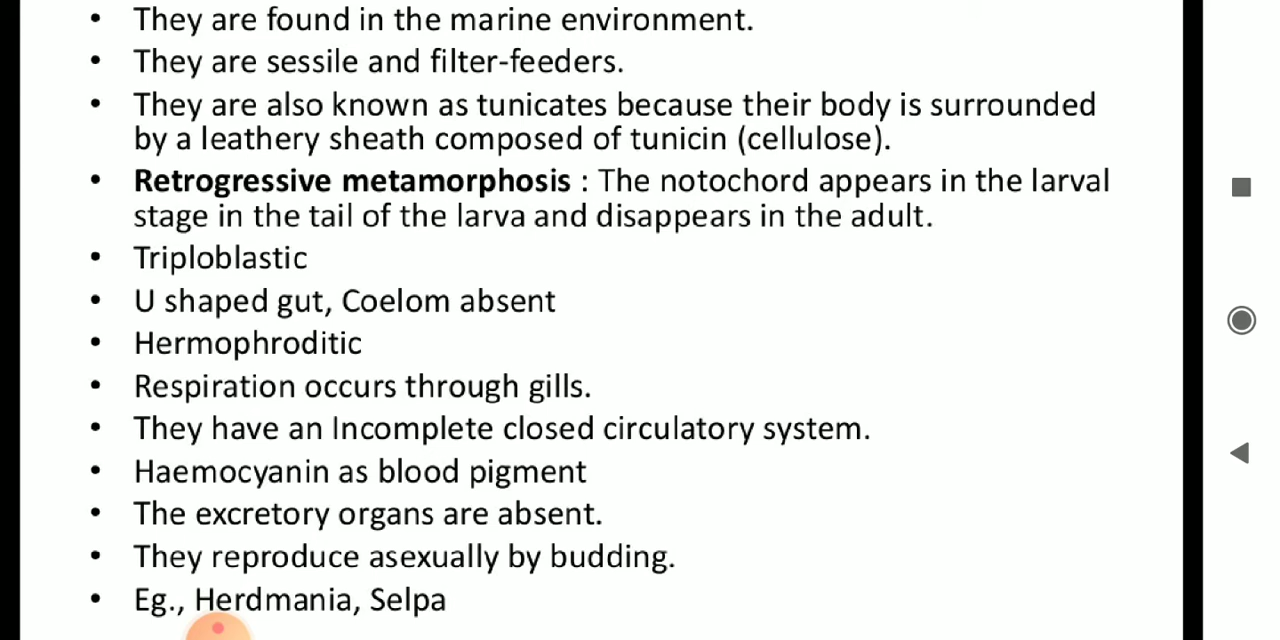 • They are found in the marine environment.
• They are sessile and filter-feeders.
• They are also known as tunicates because their body is surrounded
by a leathery sheath composed of tunicin (cellulose).
• Retrogressive metamorphosis : The notochord appears in the larval
stage in the tail of the larva and disappears in the adult.
• Triploblastic
• U shaped gut, Coelom absent
• Hermophroditic
• Respiration occurs through gills.
• They have an Incomplete closed circulatory system.
• Haemocyanin as blood pigment
• The excretory organs are absent.
• They reproduce asexually by budding.
• Eg., Herdmania, Selpa